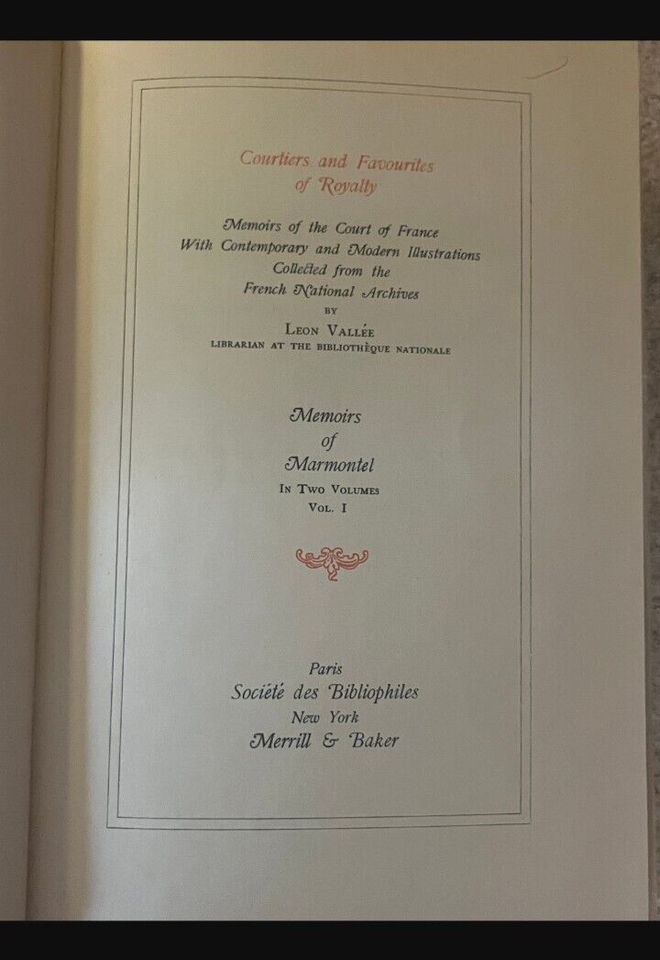 Courtiers and Favourites
of Royalty
Memoirs of the Court of France
With Contemporary and Modern Illustrations
Collected from the
French National Archives
BY
LEON VALLÉE
LIBRARIAN AT THE BIBLIOTHÈQUE NATIONALE
Memoirs
of
Marmontel
IN TWO VOLUMES
VOL. I
Paris
Société des Bibliophiles
New York
Merrill & Baker